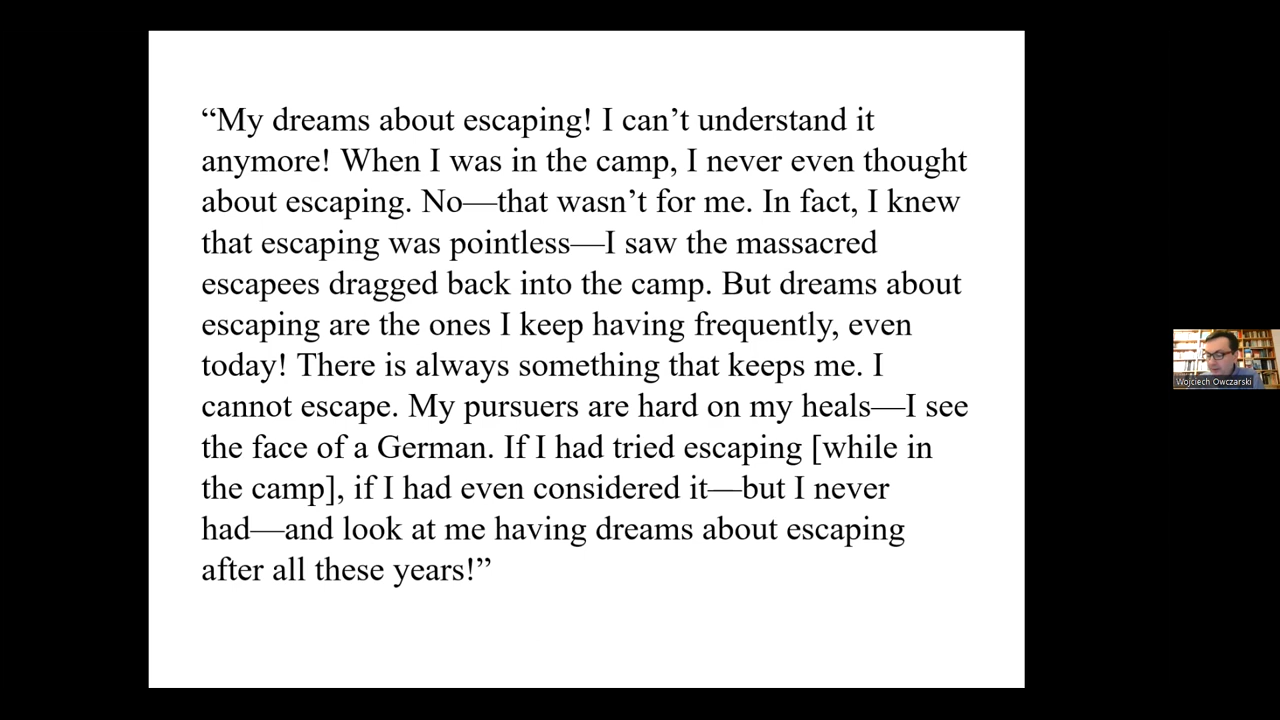 “My dreams about escaping! I can’t understand it
anymore! When I was in the camp, I never even thought
about escaping. No—that wasn’t for me. In fact, I knew
that escaping was pointless—I saw the massacred
escapees dragged back into the camp. But dreams about
escaping are the ones I keep having frequently, even
today! There is always something that keeps me. I
cannot escape. My pursuers are hard on my heals—I see
the face of a German. If I had tried escaping [while in
the camp], if I had even considered it—but I never
had—and look at me having dreams about escaping
after all these years!”
Wojciech Owczarski